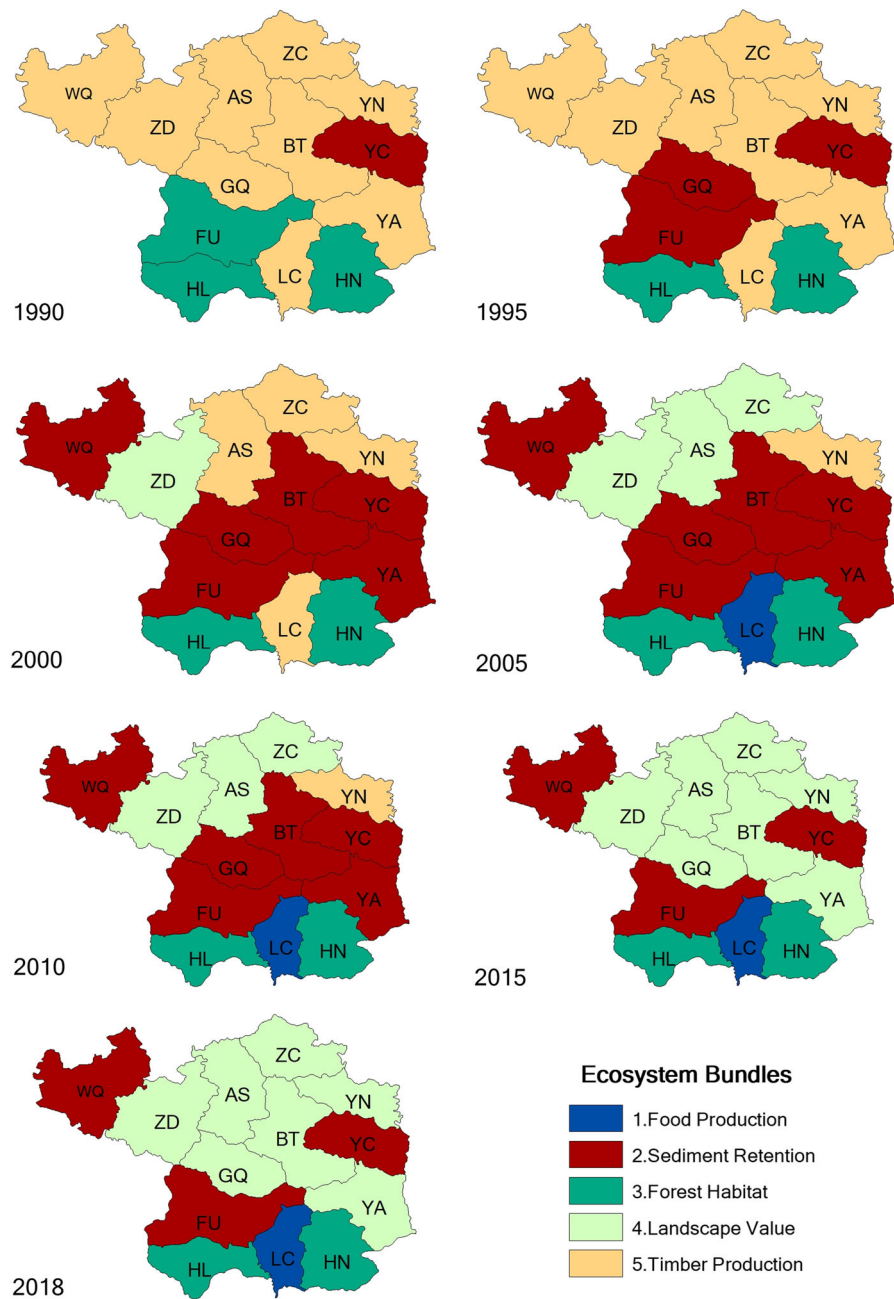 ZC
WQ
AS
YN
ZD
BT
YC
GQ
YA
FU
LC
HN
HL
1990
ZC
WQ
AS
YN
ZD
BT
YC
GQ
YA
FU
LC
HN
HL
1995
ZC
WQ
AS
YN
ZD
BT
YC
GQ
YA
FU
LC
HN
HL
2000
ZC
WQ
AS
YN
ZD
BT
YC
GQ
YA
FU
LC
HN
HL
2005
ZC
WQ
AS
YN
ZD
BT
YC
GQ
YA
FU
LC
HN
HL
2010
ZC
WQ
AS
YN
ZD
BT
YC
GQ
YA
FU
LC
HN
HL
2015
ZC
WQ
AS
YN
ZD
BT
YC
GQ
YA
FU
LC
HN
HL
2018
Ecosystem Bundles
1.Food Production
2.Sediment Retention
3.Forest Habitat
4.Landscape Value
5.Timber Production